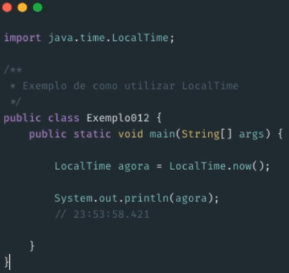 import java.time.LocalTime;
/**
* Exemplo de como utilizar LocalTime
*/
public class Exemplo012 {
public static void main(String[] args) {
LocalTime agora = LocalTime.now();
System.out.println(agora);
// 23:53:58.421
}
}